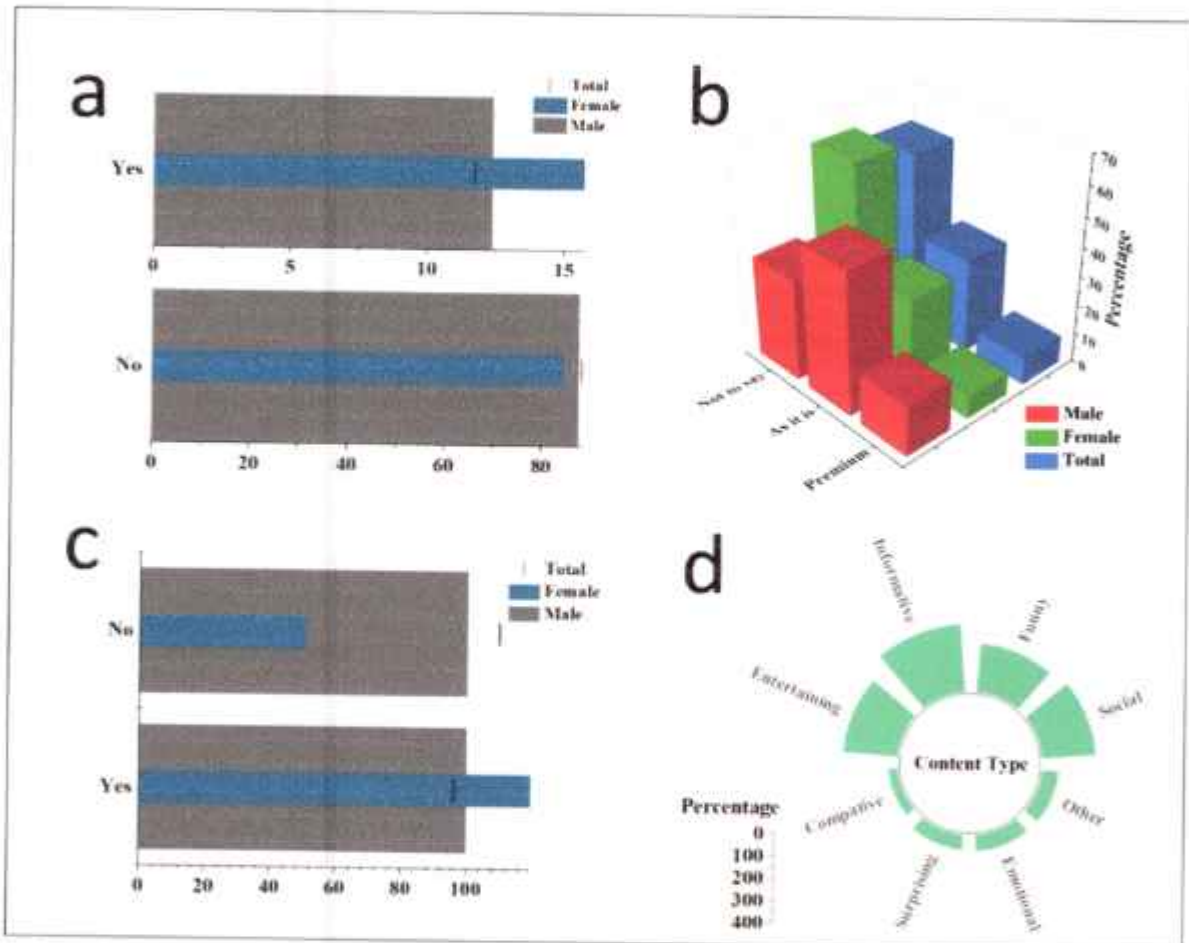 a
Total
Female
Male
Yes
0 5 10 15
No
0 20 40 60 80
b
70
60
50
40
30
20
10
0
Percentage
Not to say
As it is
Premium
Male
Female
Total
c
Total
Female
Male
No
Yes
0 20 40 60 80 100
d
Informative
Funny
Entertaining
Social
Content Type
Compative
Other
Surprising
Emotional
Percentage
0
100
200
300
400